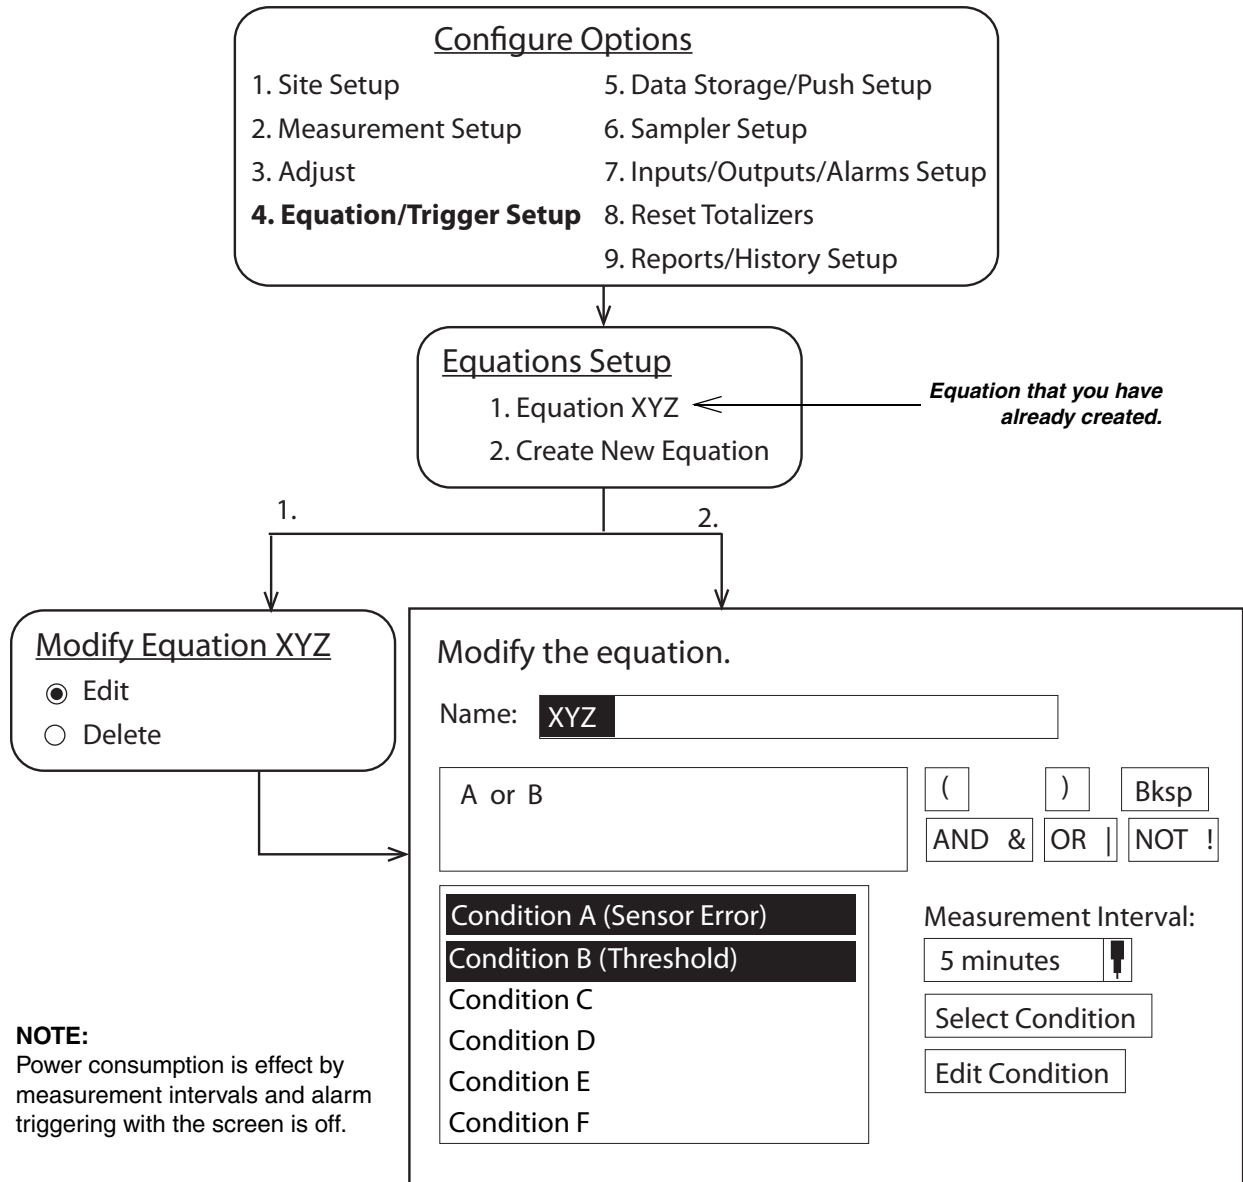 Configure Options
1. Site Setup
2. Measurement Setup
3. Adjust
4. Equation/Trigger Setup
5. Data Storage/Push Setup
6. Sampler Setup
7. Inputs/Outputs/Alarms Setup
8. Reset Totalizers
9. Reports/History Setup
Equations Setup
1. Equation XYZ
2. Create New Equation
Equation that you have
already created.
1.
2.
Modify Equation XYZ
Edit
Delete
Modify the equation.
Name: XYZ
A or B
( ) Bksp
AND & OR | NOT !
Condition A (Sensor Error)
Condition B (Threshold)
Condition C
Condition D
Condition E
Condition F
Measurement Interval:
5 minutes
Select Condition
Edit Condition
NOTE:
Power consumption is effect by
measurement intervals and alarm
triggering with the screen is off.